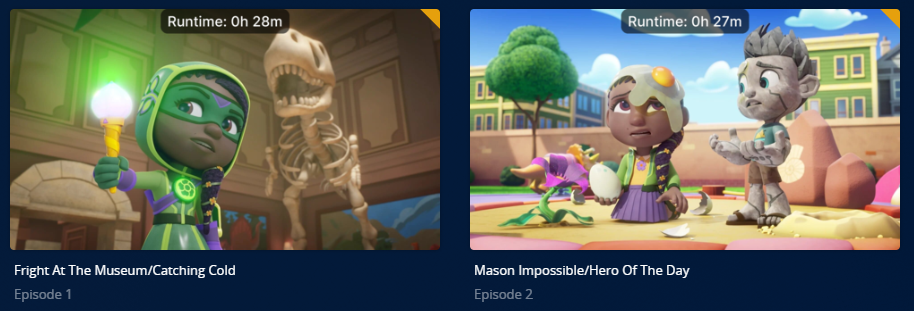 Runtime: 0h 28m
Fright At The Museum/Catching Cold
Episode 1
Runtime: 0h 27m
Mason Impossible/Hero Of The Day
Episode 2